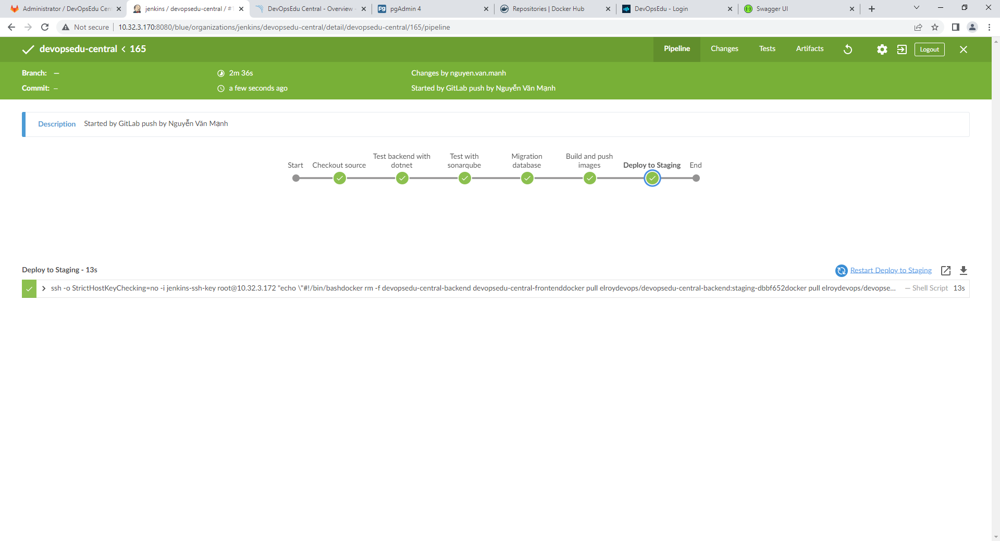 Administrator / DevOpsEdu Cen
jenkins / devopsedu-central / #1
DevOpsEdu Central - Overview -
pgAdmin 4
Repositories | Docker Hub
DevOpsEdu - Login
Swagger UI
Not secure
10.32.3.170:8080/blue/organizations/jenkins/devopsedu-central/detail/devopsedu-central/165/pipeline
devopsedu-central < 165
Pipeline
Changes
Tests
Artifacts
Logout
Branch: —
2m 36s
Changes by nguyen.van.manh
Commit: —
a few seconds ago
Started by GitLab push by Nguyễn Văn Mạnh
Description
Started by GitLab push by Nguyễn Văn Mạnh
Start
Checkout source
Test backend with
dotnet
Test with
sonarqube
Migration
database
Build and push
images
Deploy to Staging
End
Deploy to Staging - 13s
Restart Deploy to Staging
ssh -o StrictHostKeyChecking=no -i jenkins-ssh-key root@10.32.3.172 "echo \"#!/bin/bashdocker rm -f devopsedu-central-backend devopsedu-central-frontenddocker pull elroydevops/devopsedu-central-backend:staging-dbbf652docker pull elroydevops/devopse... — Shell Script 13s